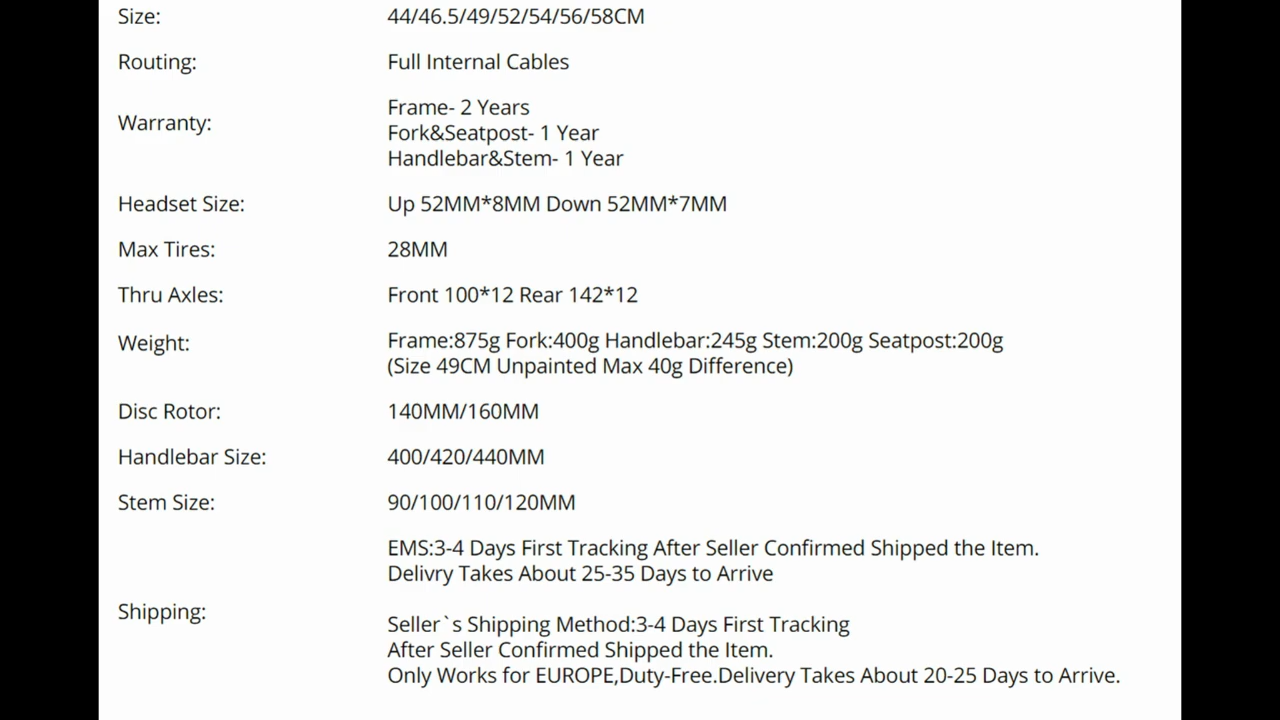 Size: 44/46.5/49/52/54/56/58CM
Routing: Full Internal Cables
Warranty: Frame- 2 Years
Fork&Seatpost- 1 Year
Handlebar&Stem- 1 Year
Headset Size: Up 52MM*8MM Down 52MM*7MM
Max Tires: 28MM
Thru Axles: Front 100*12 Rear 142*12
Weight: Frame:875g Fork:400g Handlebar:245g Stem:200g Seatpost:200g
(Size 49CM Unpainted Max 40g Difference)
Disc Rotor: 140MM/160MM
Handlebar Size: 400/420/440MM
Stem Size: 90/100/110/120MM
Shipping: EMS:3-4 Days First Tracking After Seller Confirmed Shipped the Item.
Delivry Takes About 25-35 Days to Arrive
Seller`s Shipping Method:3-4 Days First Tracking
After Seller Confirmed Shipped the Item.
Only Works for EUROPE,Duty-Free.Delivery Takes About 20-25 Days to Arrive.